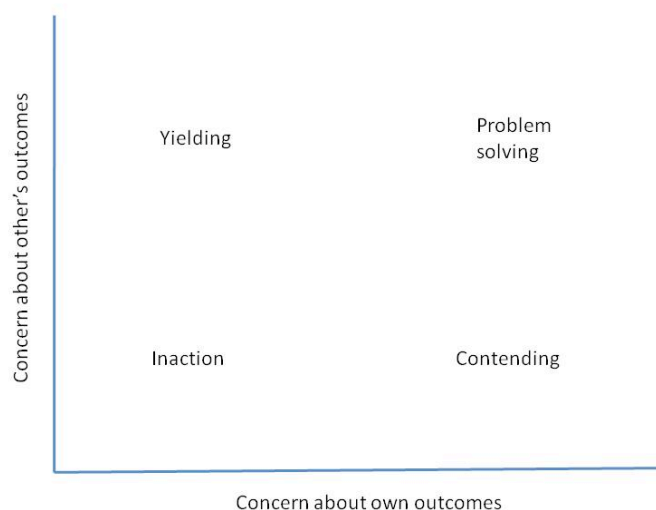 Concern about other's outcomes
Yielding
Problem
solving
Inaction
Contending
Concern about own outcomes